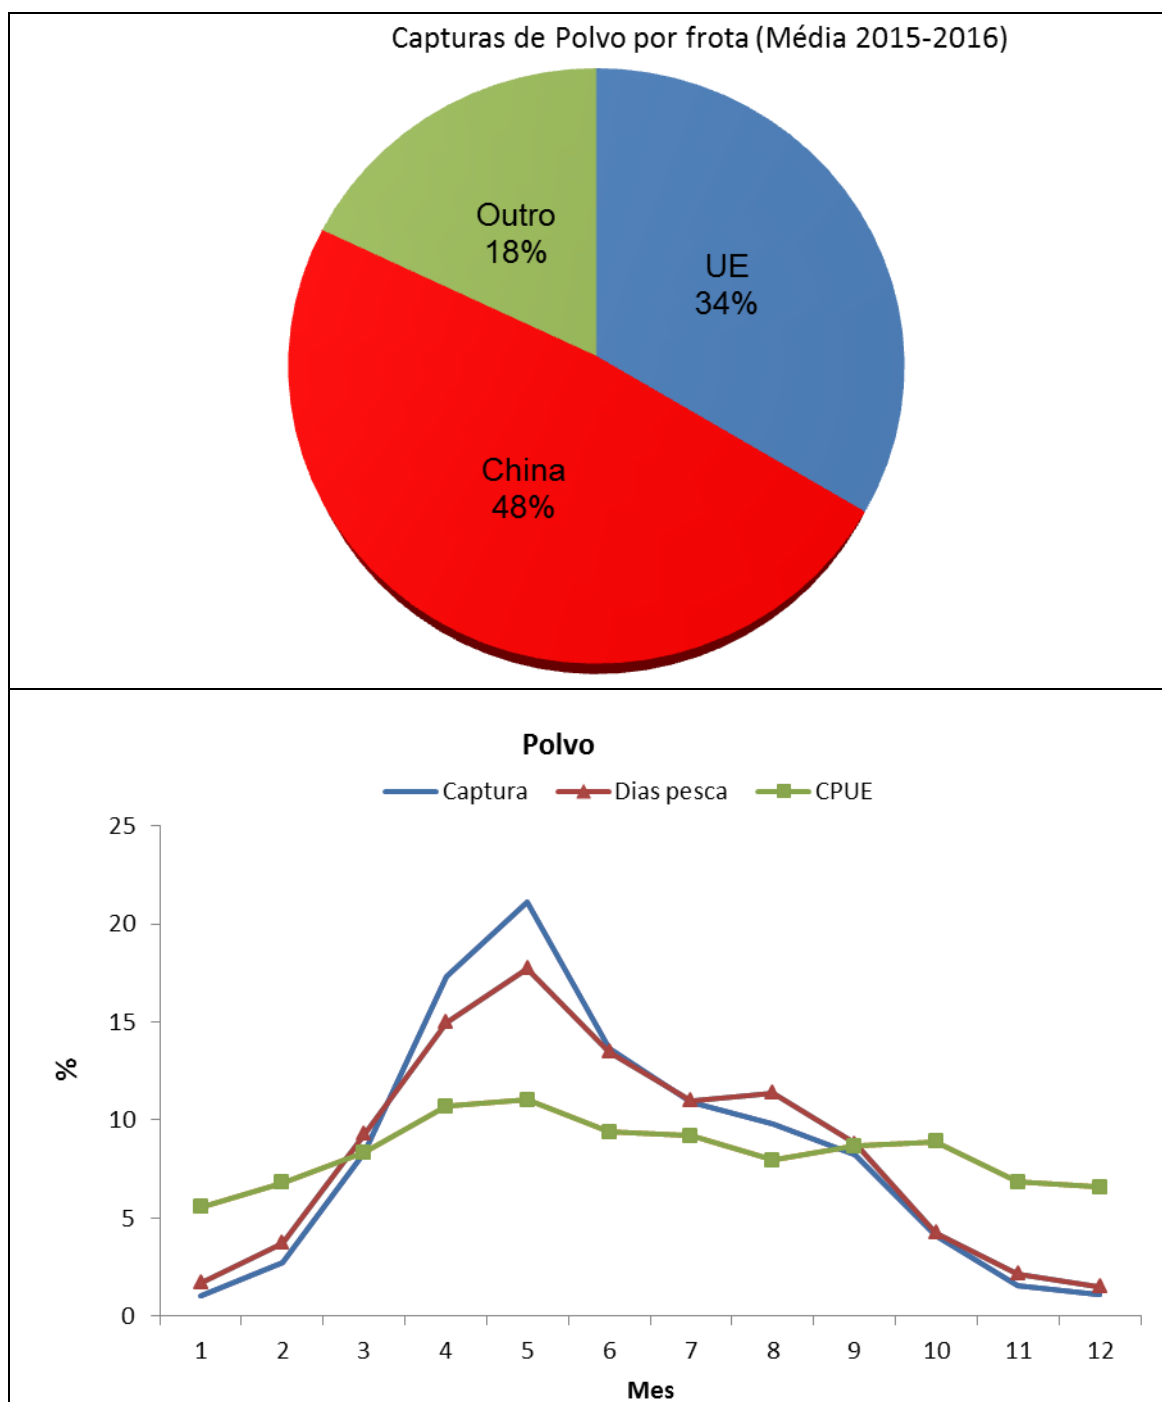 Capturas de Polvo por frota (Média 2015-2016)
Outro
18%
UE
34%
China
48%
Polvo
Captura Dias pesca CPUE
25
20
15
10
5
0
%
1 2 3 4 5 6 7 8 9 10 11 12
Mes